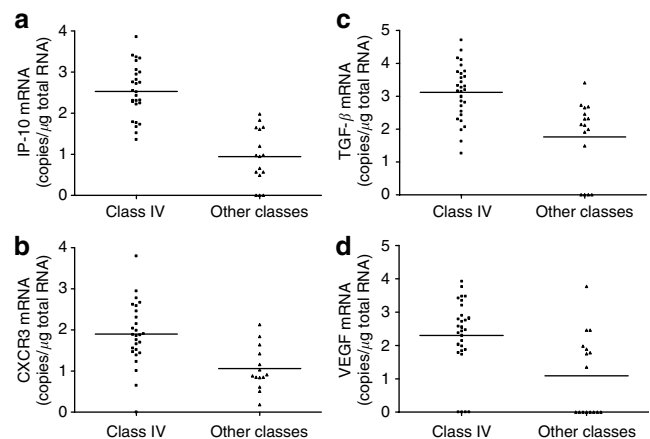 a
IP-10 mRNA
(copies/μg total RNA)
4
3
2
1
0
Class IV
Other classes
c
TGF-β mRNA
(copies/μg total RNA)
5
4
3
2
1
0
Class IV
Other classes
b
CXCR3 mRNA
(copies/μg total RNA)
4
3
2
1
0
Class IV
Other classes
d
VEGF mRNA
(copies/μg total RNA)
5
4
3
2
1
0
Class IV
Other classes